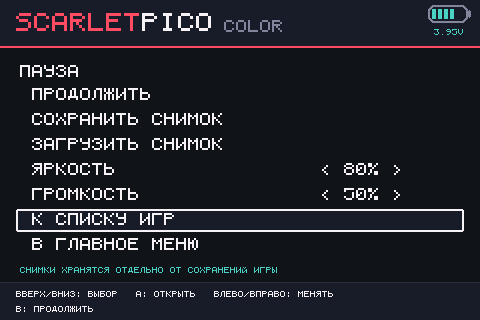 SCARLETPICO COLOR
3.95V
ПАУЗА
ПРОДОЛЖИТЬ
СОХРАНИТЬ СНИМОК
ЗАГРУЗИТЬ СНИМОК
ЯРКОСТЬ < 80% >
ГРОМКОСТЬ < 50% >
К СПИСКУ ИГР
В ГЛАВНОЕ МЕНЮ
СНИМКИ ХРАНЯТСЯ ОТДЕЛЬНО ОТ СОХРАНЕНИЙ ИГРЫ
ВВЕРХ/ВНИЗ: ВЫБОР A: ОТКРЫТЬ ВЛЕВО/ВПРАВО: МЕНЯТЬ
B: ПРОДОЛЖИТЬ